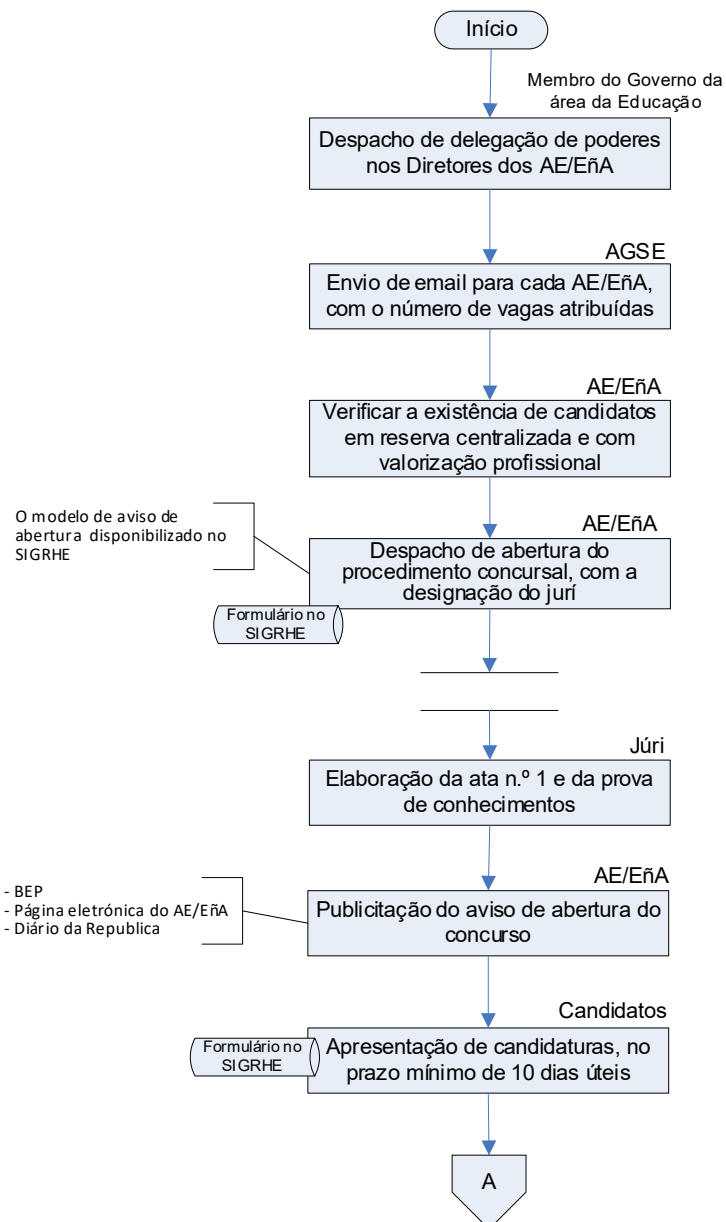 Início
Membro do Governo da
área da Educação
Despacho de delegação de poderes
nos Diretores dos AE/EñA
AGSE
Envio de email para cada AE/EñA,
com o número de vagas atribuídas
AE/EñA
Verificar a existência de candidatos
em reserva centralizada e com
valorização profissional
O modelo de aviso de
abertura disponibilizado no
SIGRHE
AE/EñA
Despacho de abertura do
procedimento concursal, com a
designação do jurí
Formulário no
SIGRHE
Júri
Elaboração da ata n.º 1 e da prova
de conhecimentos
- BEP
- Página eletrónica do AE/EñA
- Diário da Republica
AE/EñA
Publicitação do aviso de abertura do
concurso
Candidatos
Formulário no
SIGRHE
Apresentação de candidaturas, no
prazo mínimo de 10 dias úteis
A